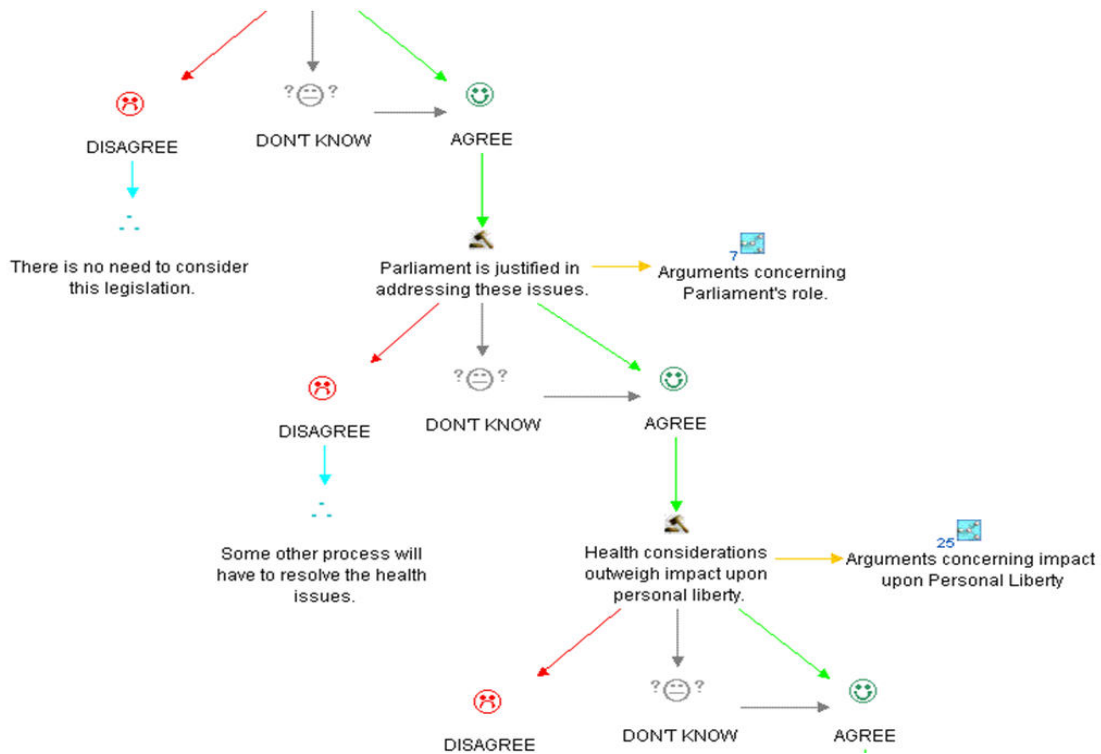 ? ?
DISAGREE
DON'T KNOW
AGREE
There is no need to consider
this legislation.
Parliament is justified in
addressing these issues.
7
Arguments concerning
Parliament's role.
? ?
DISAGREE
DON'T KNOW
AGREE
Some other process will
have to resolve the health
issues.
Health considerations
outweigh impact upon
personal liberty.
25
Arguments concerning impact
upon Personal Liberty
? ?
DISAGREE
DON'T KNOW
AGREE